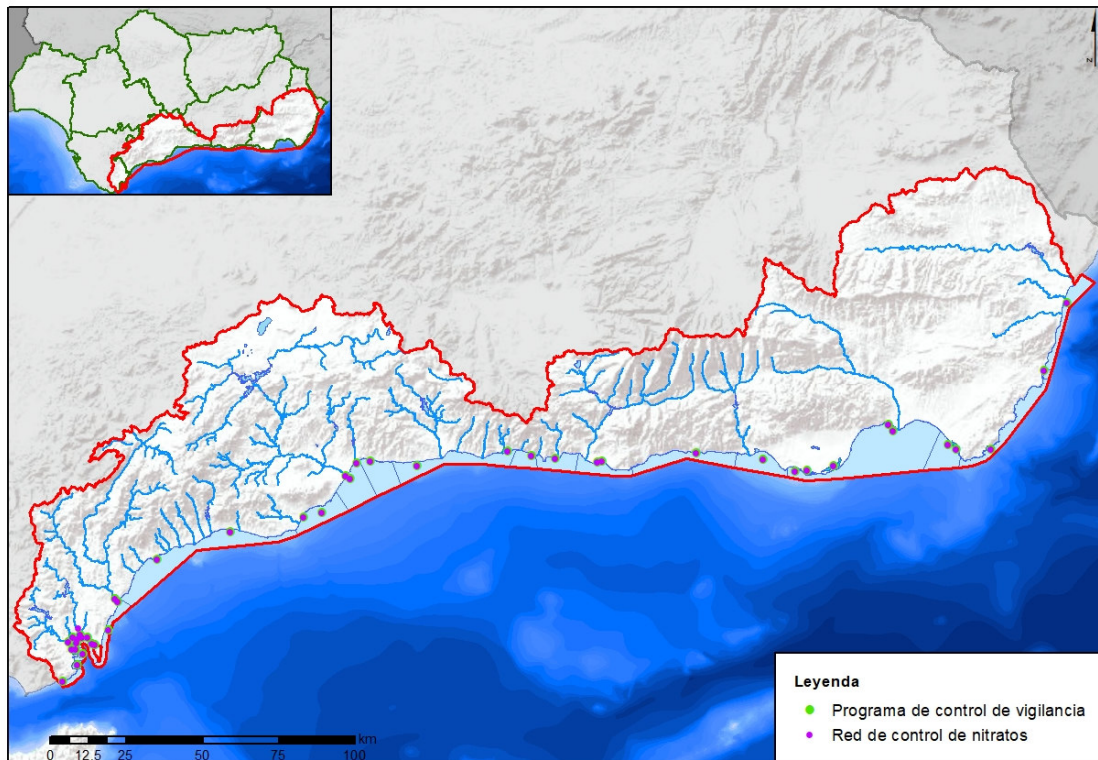 N
Leyenda
Programa de control de vigilancia
Red de control de nitratos
km
0 12.5 25 50 75 100